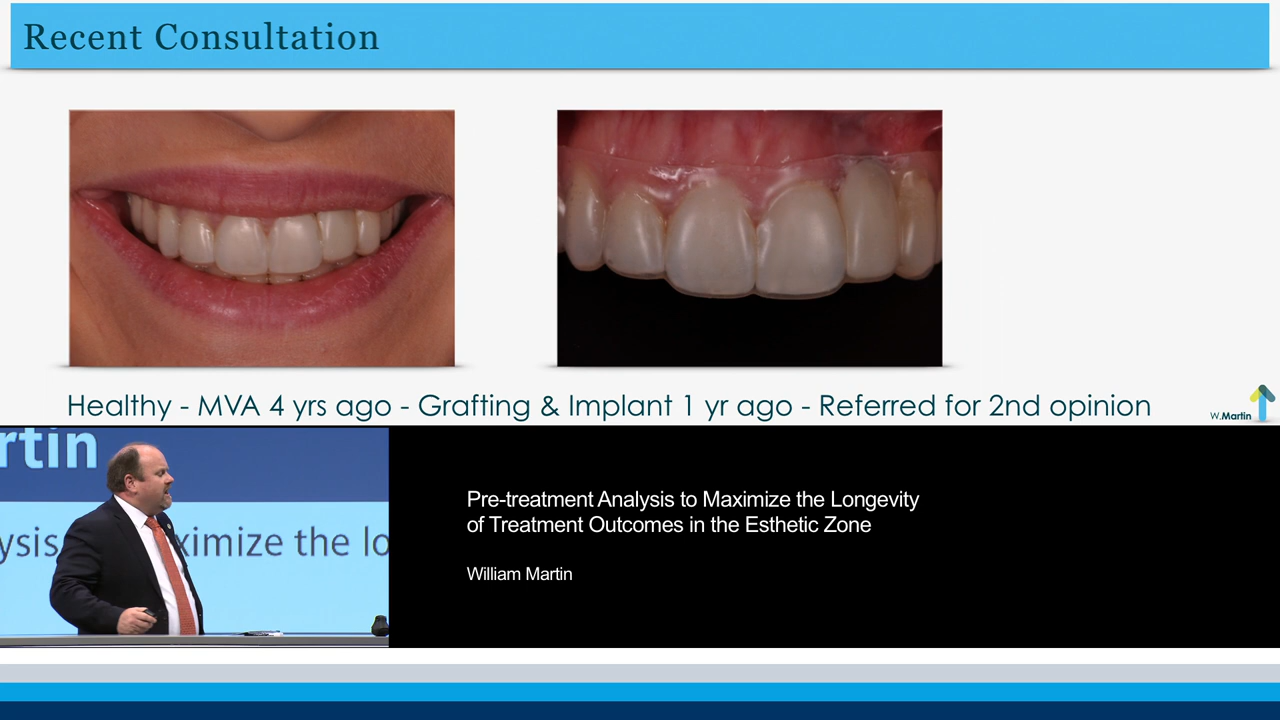 Recent Consultation
Healthy - MVA 4 yrs ago - Grafting & Implant 1 yr ago - Referred for 2nd opinion
W.Martin
rtin
ysis ximize the lo
Pre-treatment Analysis to Maximize the Longevity
of Treatment Outcomes in the Esthetic Zone
William Martin